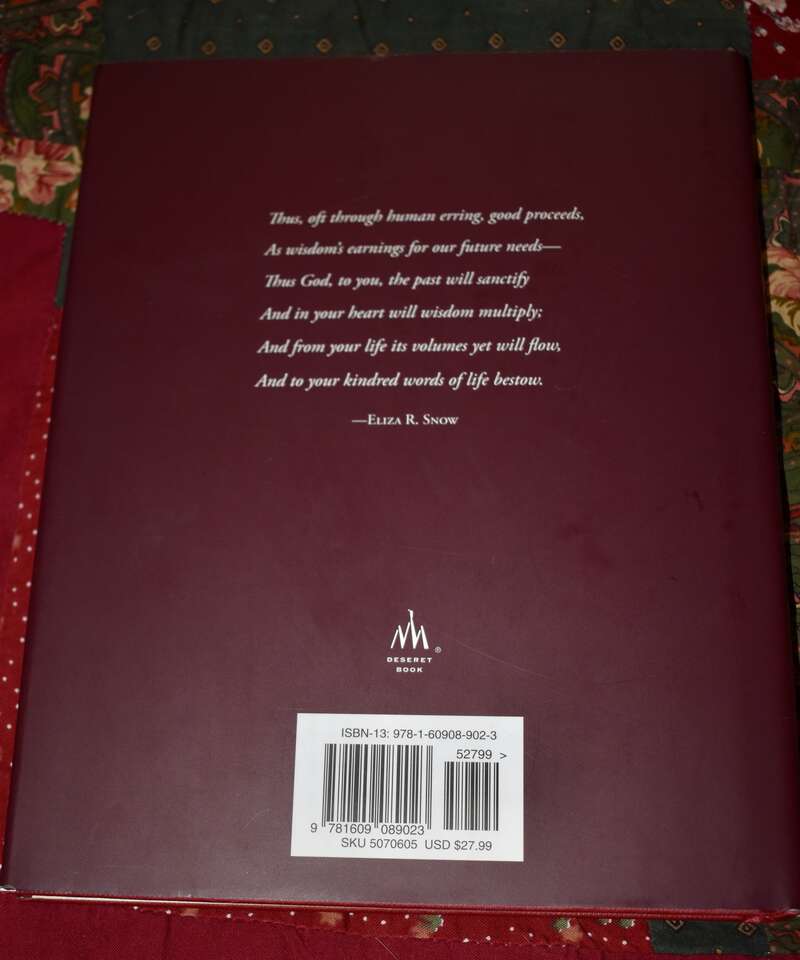 Thus, oft through human erring, good proceeds,
As wisdom's earnings for our future needs—
Thus God, to you, the past will sanctify
And in your heart will wisdom multiply;
And from your life its volumes yet will flow,
And to your kindred words of life bestow.
—Eliza R. Snow
DESERET ®
BOOK
ISBN-13: 978-1-60908-902-3
52799 >
9 781609 089023
SKU 5070605 USD $27.99